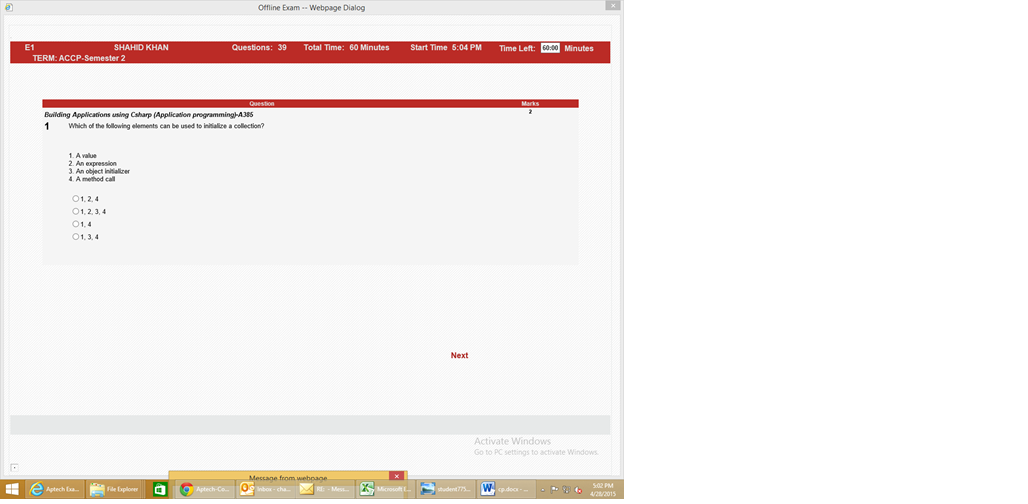 Offline Exam -- Webpage Dialog
E1 SHAHID KHAN Questions: 39 Total Time: 60 Minutes Start Time 5:04 PM Time Left: 60:00 Minutes
TERM: ACCP-Semester 2
Question Marks
Building Applications using Csharp (Application programming)-A385 2
1 Which of the following elements can be used to initialize a collection?
1. A value
2. An expression
3. An object initializer
4. A method call
1, 2, 4
1, 2, 3, 4
1, 4
1, 3, 4
Next
Activate Windows
Go to PC settings to activate Windows.
Message from webpage
Aptech Exa... File Explorer Aptech-Co... Inbox - sha... RE: - Mess... Microsoft E... student775... cp.docx - ... 5:02 PM
4/28/2015